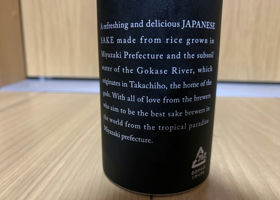 A refreshing and delicious JAPANESE
SAKE made from rice grown in
Miyazaki Prefecture and the subsoil
water of the Gokase River, which
originates in Takachiho, the home of the
gods. With all of love from the brewers
who aim to be the best sake brewers in
the world from the tropical paradise
Miyazaki prefecture.